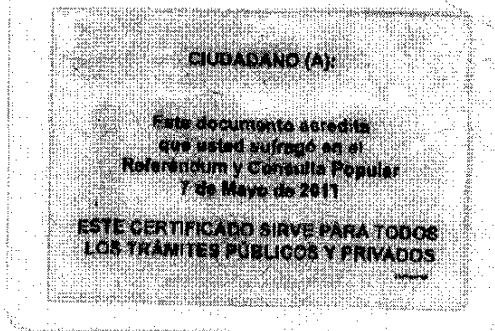 CIUDADANO (A):
Este documento acredita
que usted sufragó en el
Referéndum y Consulta Popular
7 de Mayo de 2011
ESTE CERTIFICADO SIRVE PARA TODOS
LOS TRÁMITES PÚBLICOS Y PRIVADOS